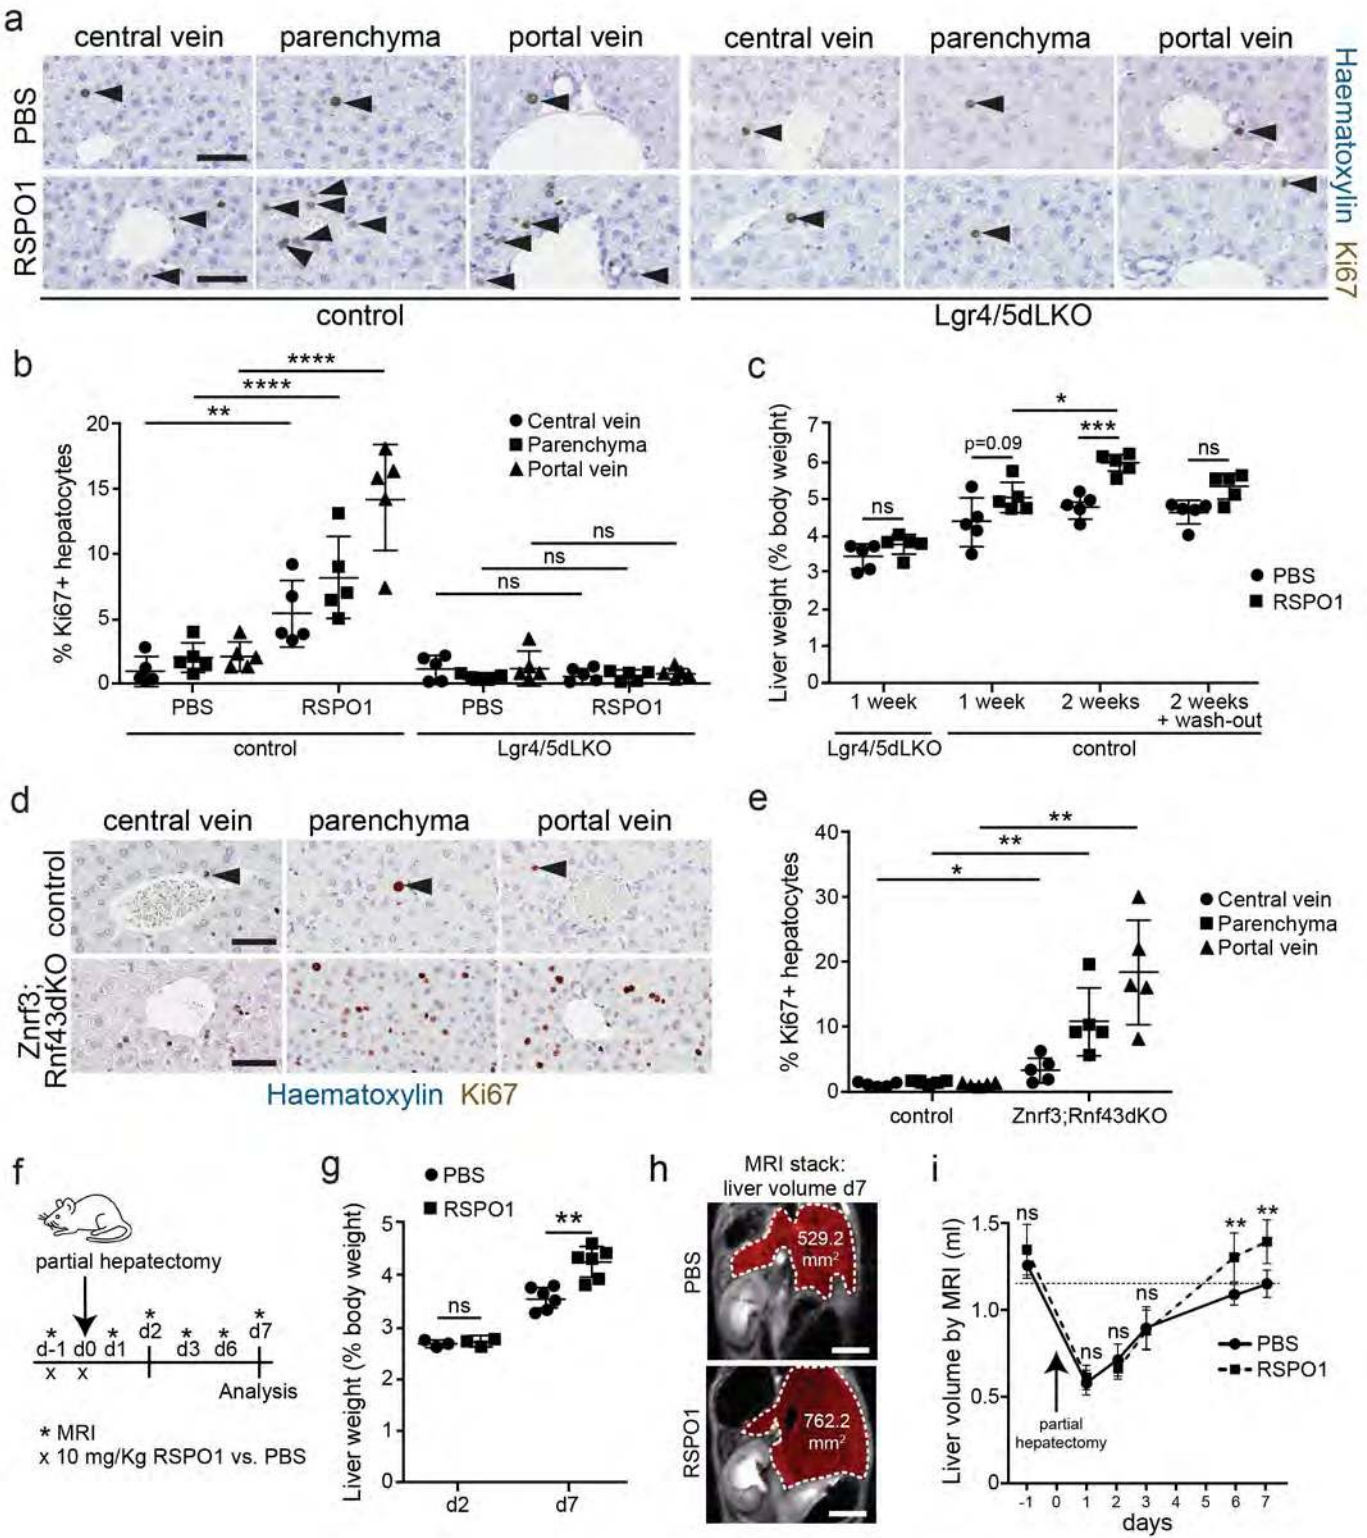 a
central vein parenchyma portal vein central vein parenchyma portal vein
PBS
RSPO1
Haematoxylin Ki67
control Lgr4/5dLKO
b
**** 
****
**
% Ki67+ hepatocytes
20
15
10
5
0
Central vein
Parenchyma
Portal vein
ns
ns
ns
PBS RSPO1 PBS RSPO1
control Lgr4/5dLKO
c
Liver weight (% body weight)
7
6
5
4
3
2
1
0
*
p=0.09 *** ns
ns
PBS
RSPO1
1 week 1 week 2 weeks 2 weeks
+ wash-out
Lgr4/5dLKO control
d
central vein parenchyma portal vein
control
Znrf3;
Rnf43dKO
Haematoxylin Ki67
e
% Ki67+ hepatocytes
40
30
20
10
0
**
**
*
Central vein
Parenchyma
Portal vein
control Znrf3;Rnf43dKO
f
partial hepatectomy
* * * * * *
d-1 d0 d1 d2 d3 d6 d7
x x
Analysis
* MRI
x 10 mg/Kg RSPO1 vs. PBS
g
PBS
RSPO1
Liver weight (% body weight)
5
4
3
2
1
0
ns **
d2 d7
h
MRI stack:
liver volume d7
PBS
529.2
mm2
RSPO1
762.2
mm2
i
Liver volume by MRI (ml)
1.5
1.0
0.5
0
ns ns ns ns ** **
PBS
RSPO1
partial
hepatectomy
-1 0 1 2 3 4 5 6 7
days